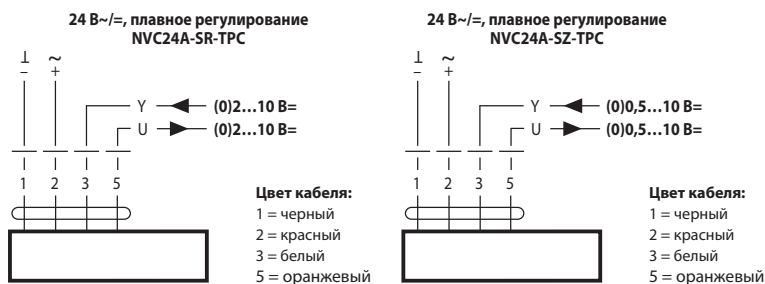 24 В~/=, плавное регулирование
NVC24A-SR-TPC
⊥ ~
– +
Y (0)2…10 В=
U (0)2…10 В=
1 2 3 5
Цвет кабеля:
1 = черный
2 = красный
3 = белый
5 = оранжевый
24 В~/=, плавное регулирование
NVC24A-SZ-TPC
⊥ ~
– +
Y (0)0,5…10 В=
U (0)0,5…10 В=
1 2 3 5
Цвет кабеля:
1 = черный
2 = красный
3 = белый
5 = оранжевый